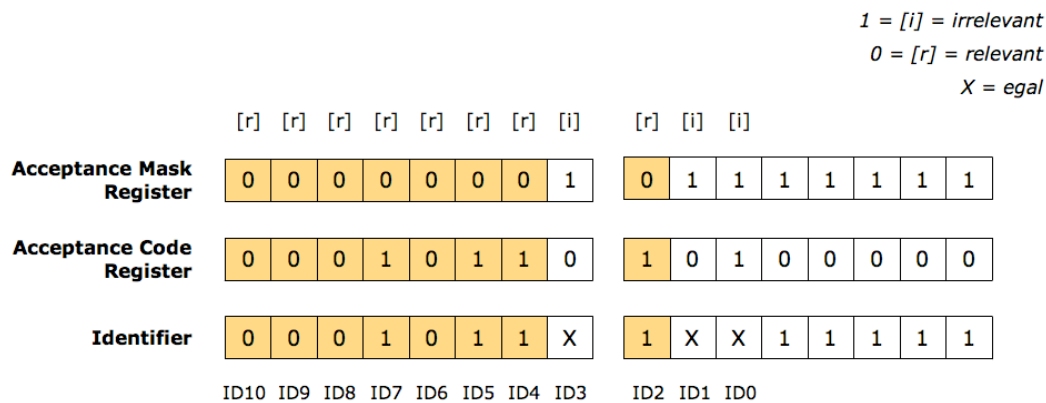 1 = [i] = irrelevant
0 = [r] = relevant
X = egal
[r] [r] [r] [r] [r] [r] [r] [i] [r] [i] [i]
Acceptance Mask
Register
0 0 0 0 0 0 0 1 0 1 1 1 1 1 1 1
Acceptance Code
Register
0 0 0 1 0 1 1 0 1 0 1 0 0 0 0 0
Identifier
0 0 0 1 0 1 1 X 1 X X 1 1 1 1 1
ID10 ID9 ID8 ID7 ID6 ID5 ID4 ID3 ID2 ID1 ID0